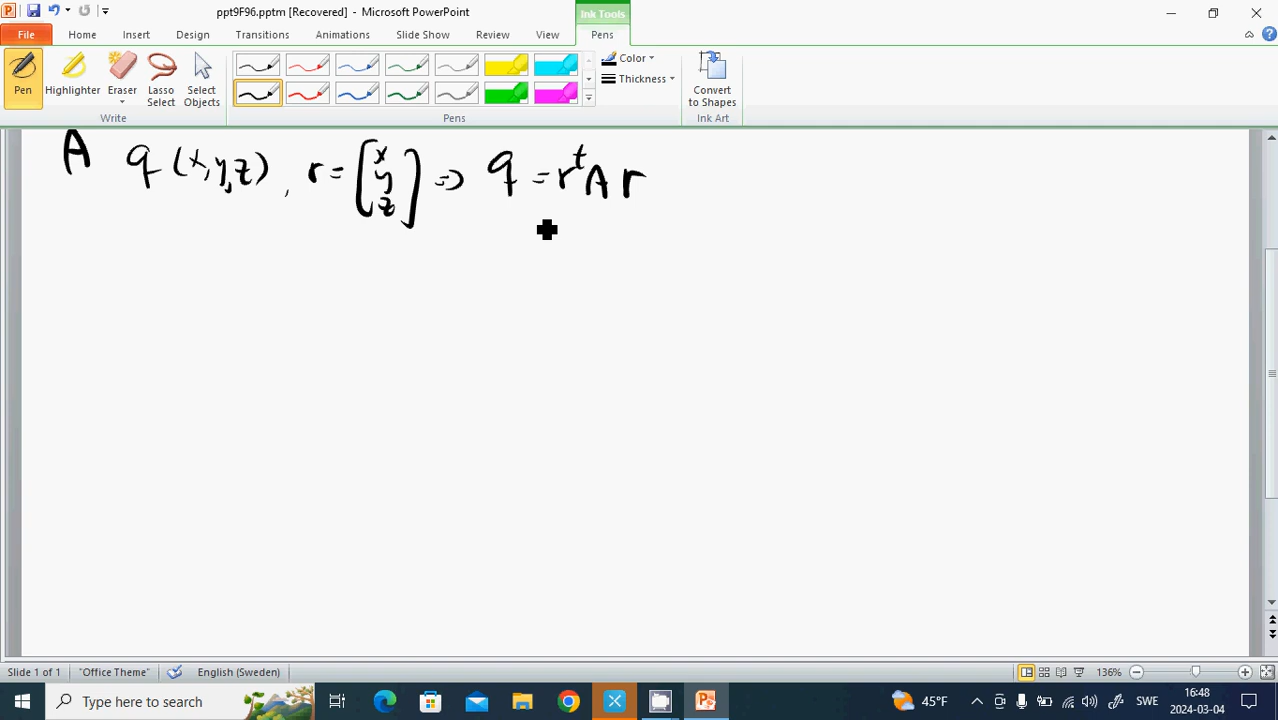 ppt9F96.pptm [Recovered] - Microsoft PowerPoint
Ink Tools
File Home Insert Design Transitions Animations Slide Show Review View Pens
Pen Highlighter Eraser Lasso Select Select Objects
Color
Thickness
Convert to Shapes
Write Pens Ink Art
A q(x,y,z), r = [x y z] => q = rᵗ A r
Slide 1 of 1 "Office Theme" English (Sweden) 136%
Type here to search 45°F SWE 16:48
2024-03-04